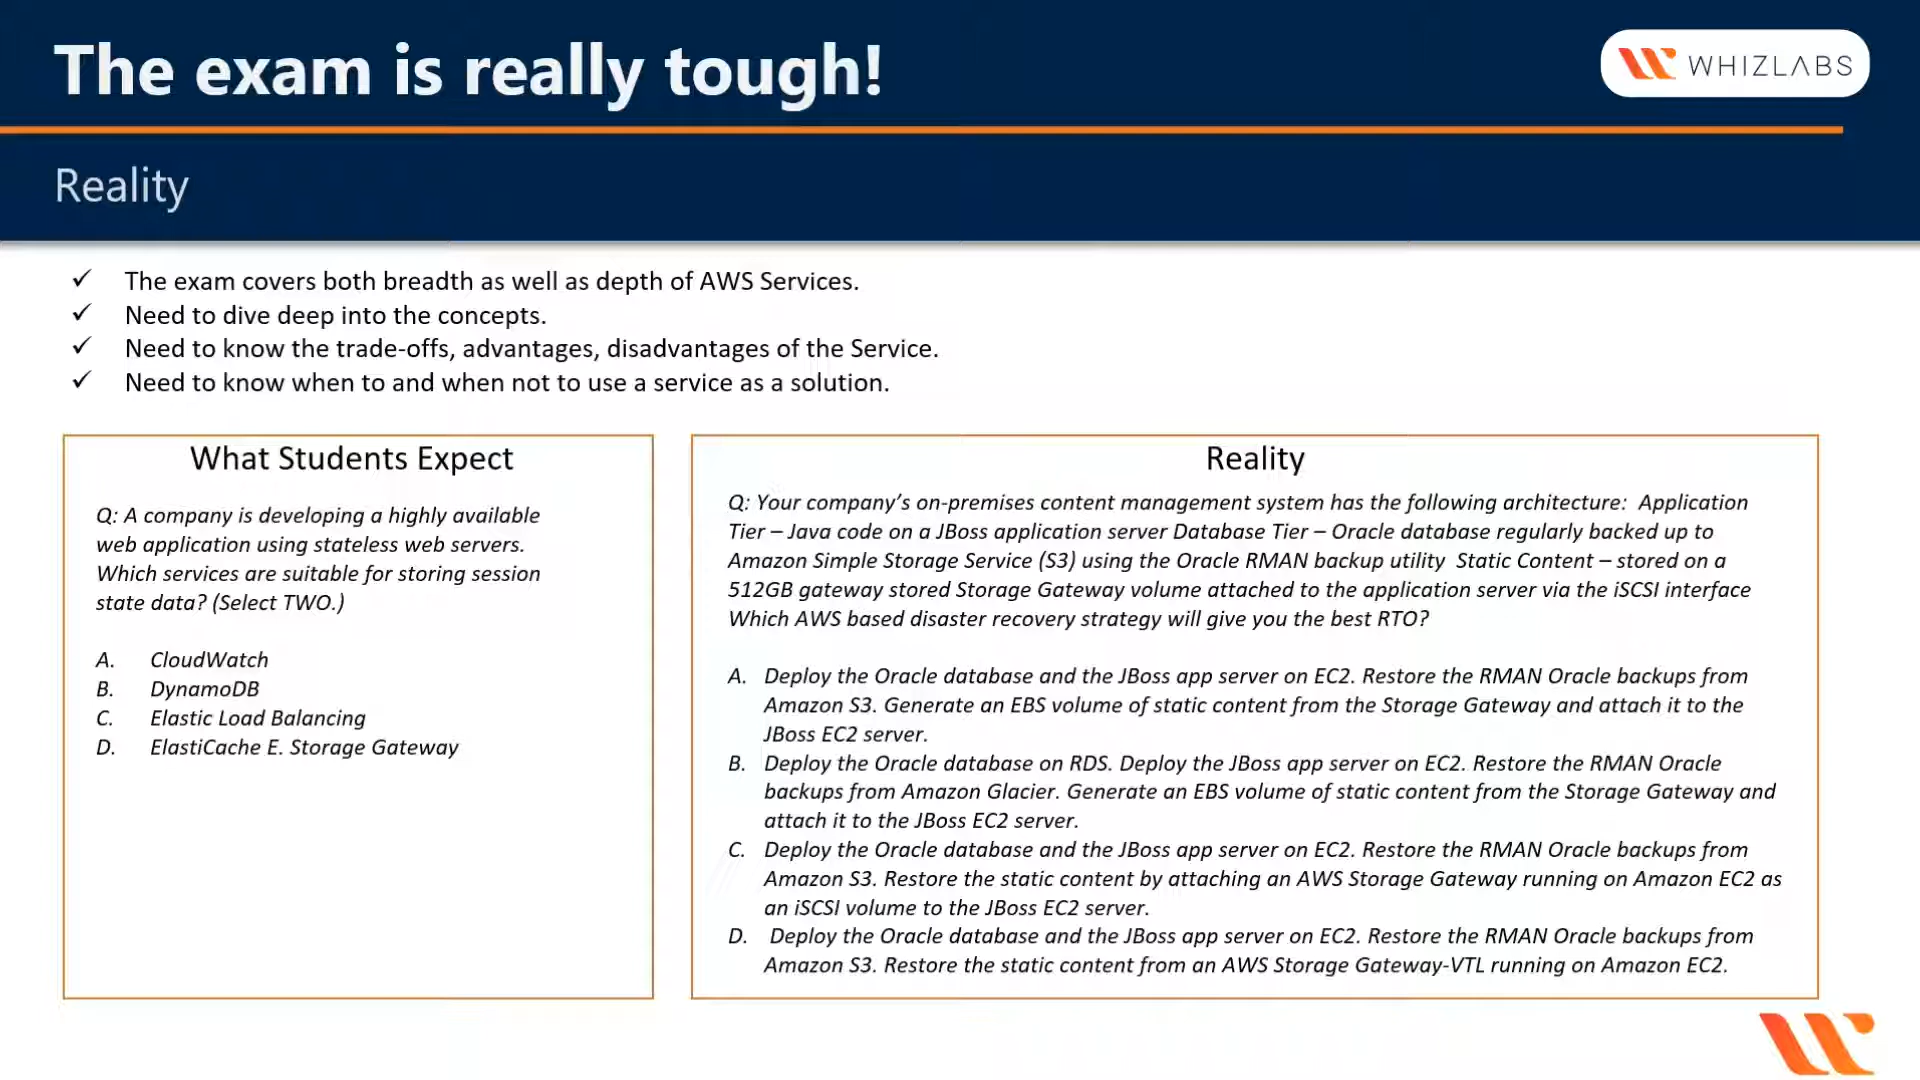 The exam is really tough!
WHIZLABS
Reality
✓ The exam covers both breadth as well as depth of AWS Services.
✓ Need to dive deep into the concepts.
✓ Need to know the trade-offs, advantages, disadvantages of the Service.
✓ Need to know when to and when not to use a service as a solution.
What Students Expect
Q: A company is developing a highly available
web application using stateless web servers.
Which services are suitable for storing session
state data? (Select TWO.)
A. CloudWatch
B. DynamoDB
C. Elastic Load Balancing
D. ElastiCache E. Storage Gateway
Reality
Q: Your company’s on-premises content management system has the following architecture: Application
Tier – Java code on a JBoss application server Database Tier – Oracle database regularly backed up to
Amazon Simple Storage Service (S3) using the Oracle RMAN backup utility Static Content – stored on a
512GB gateway stored Storage Gateway volume attached to the application server via the iSCSI interface
Which AWS based disaster recovery strategy will give you the best RTO?
A. Deploy the Oracle database and the JBoss app server on EC2. Restore the RMAN Oracle backups from
Amazon S3. Generate an EBS volume of static content from the Storage Gateway and attach it to the
JBoss EC2 server.
B. Deploy the Oracle database on RDS. Deploy the JBoss app server on EC2. Restore the RMAN Oracle
backups from Amazon Glacier. Generate an EBS volume of static content from the Storage Gateway and
attach it to the JBoss EC2 server.
C. Deploy the Oracle database and the JBoss app server on EC2. Restore the RMAN Oracle backups from
Amazon S3. Restore the static content by attaching an AWS Storage Gateway running on Amazon EC2 as
an iSCSI volume to the JBoss EC2 server.
D. Deploy the Oracle database and the JBoss app server on EC2. Restore the RMAN Oracle backups from
Amazon S3. Restore the static content from an AWS Storage Gateway-VTL running on Amazon EC2.